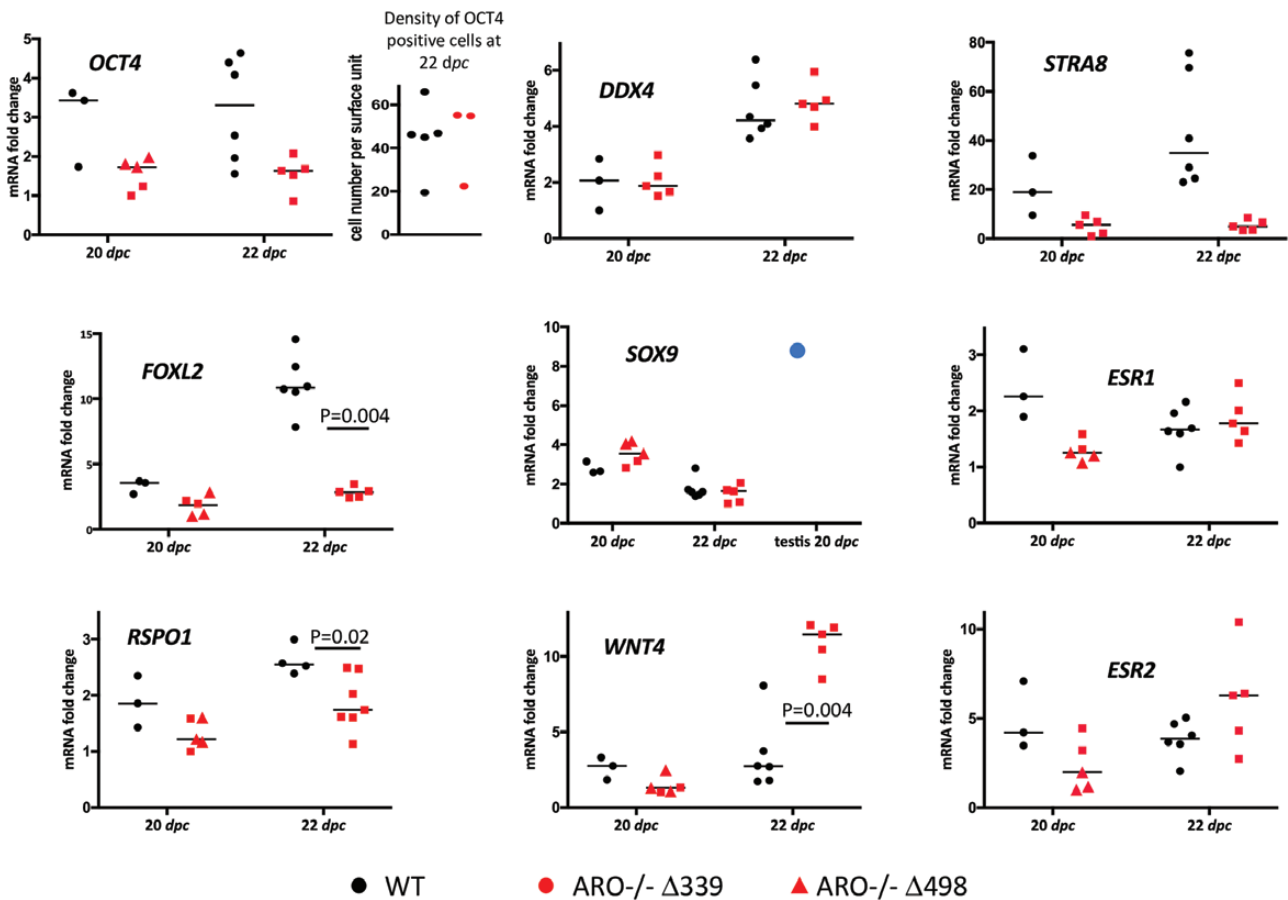 Density of OCT4
positive cells at
22 dpc
OCT4
mRNA fold change
5
4
3
2
1
0
20 dpc
22 dpc
cell number per surface unit
60
40
20
0
DDX4
mRNA fold change
6
4
2
0
20 dpc
22 dpc
STRA8
mRNA fold change
80
60
40
20
0
20 dpc
22 dpc
FOXL2
mRNA fold change
15
10
5
0
P=0.004
20 dpc
22 dpc
SOX9
mRNA fold change
10
8
6
4
2
0
20 dpc
22 dpc
testis 20 dpc
ESR1
mRNA fold change
3
2
1
0
20 dpc
22 dpc
RSPO1
mRNA fold change
3
2
1
0
P=0.02
20 dpc
22 dpc
WNT4
mRNA fold change
10
5
0
P=0.004
20 dpc
22 dpc
ESR2
mRNA fold change
10
5
0
20 dpc
22 dpc
WT
ARO-/- Δ339
ARO-/- Δ498